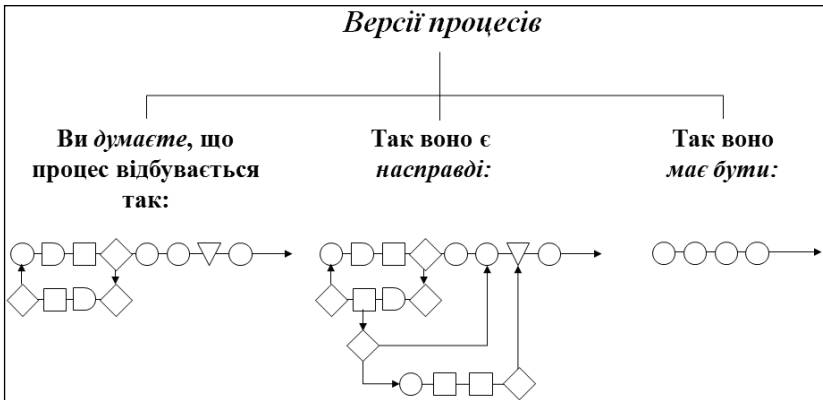 Версії процесів
Ви думаєте, що
процес відбувається
так:
Так воно є
насправді:
Так воно
має бути: